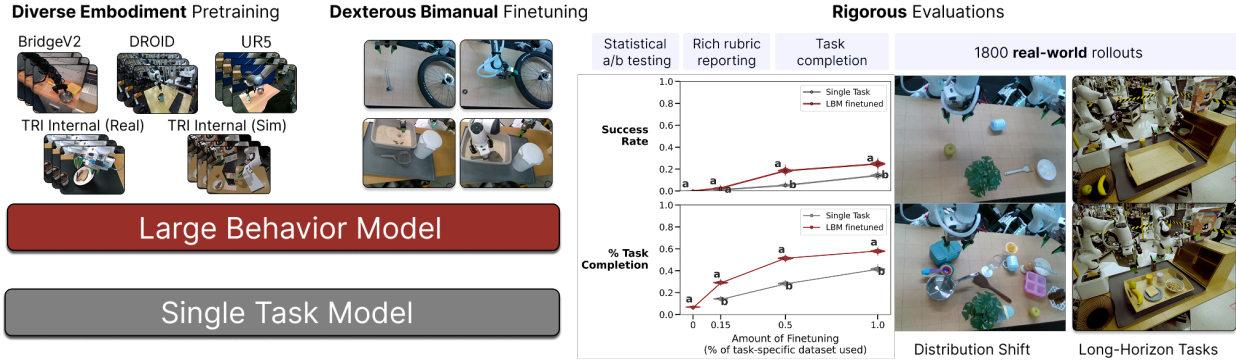 Diverse Embodiment Pretraining
BridgeV2
DROID
UR5
TRI Internal (Real)
TRI Internal (Sim)
Dexterous Bimanual Finetuning
Large Behavior Model
Single Task Model
Rigorous Evaluations
Statistical
a/b testing
Rich rubric
reporting
Task
completion
1800 real-world rollouts
Success
Rate
1.0
0.8
0.6
0.4
0.2
0.0
Single Task
LBM finetuned
a
a
a
b
a
b
% Task
Completion
1.0
0.8
0.6
0.4
0.2
0.0
Single Task
LBM finetuned
a
a
b
a
b
a
b
0
0.15
0.5
1.0
Amount of Finetuning
(% of task-specific dataset used)
Distribution Shift
Long-Horizon Tasks